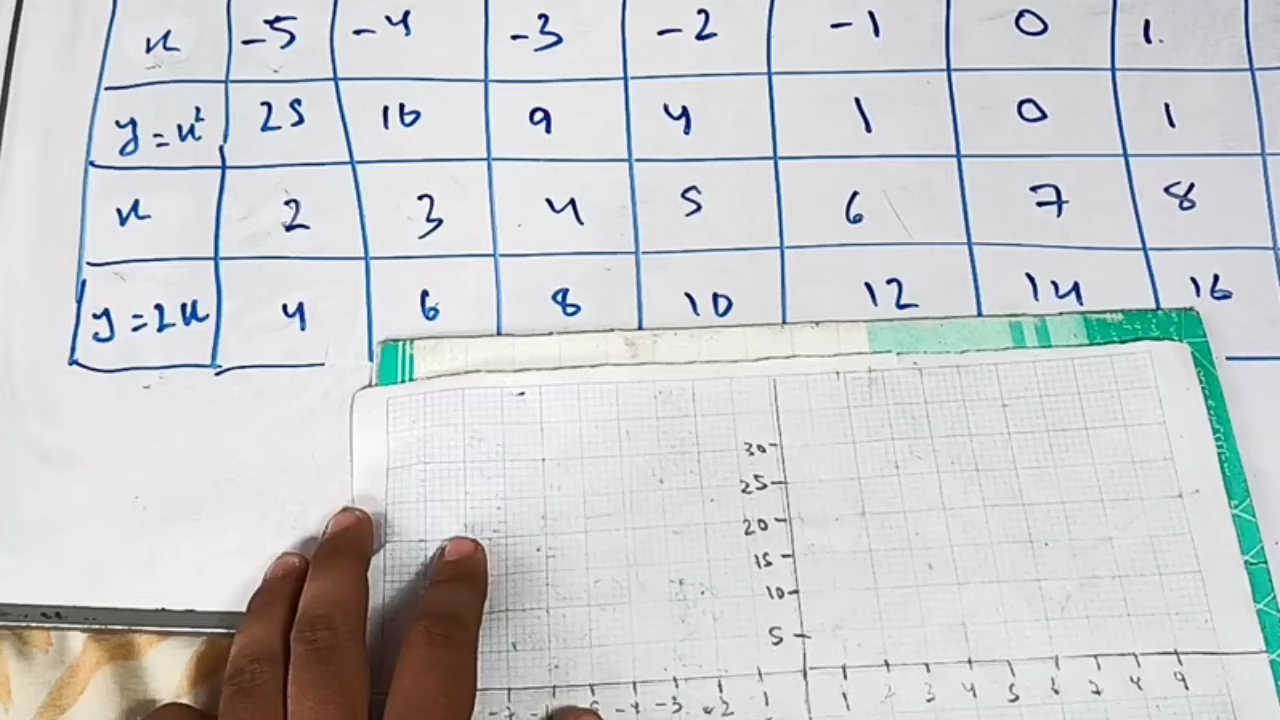 x -5 -4 -3 -2 -1 0 1
y=x² 25 16 9 4 1 0 1
x 2 3 4 5 6 7 8
y=2x 4 6 8 10 12 14 16
30
25
20
15
10
5
-4 -3 -2 -1 1 2 3 4 5 6 7 8 9